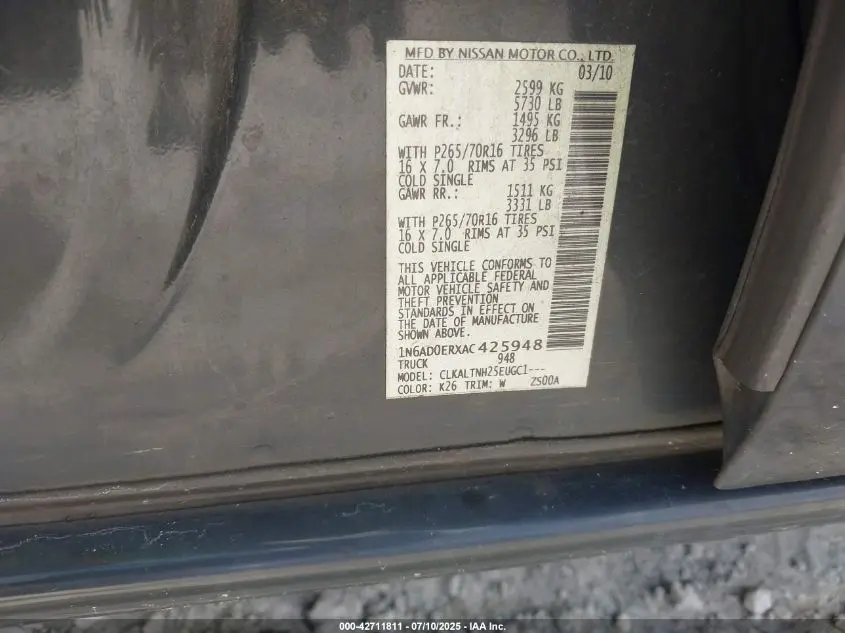 MFD BY NISSAN MOTOR CO., LTD.
DATE: 03/10
GVWR: 2599 KG
5730 LB
GAWR FR.: 1495 KG
3296 LB
WITH P265/70R16 TIRES
16 X 7.0 RIMS AT 35 PSI
COLD SINGLE
GAWR RR.: 1511 KG
3331 LB
WITH P265/70R16 TIRES
16 X 7.0 RIMS AT 35 PSI
COLD SINGLE
THIS VEHICLE CONFORMS TO
ALL APPLICABLE FEDERAL
MOTOR VEHICLE SAFETY AND
THEFT PREVENTION
STANDARDS IN EFFECT ON
THE DATE OF MANUFACTURE
SHOWN ABOVE.
1N6AD0ERXAC425948
TRUCK 948
MODEL: CLKALTNH25EUGC1---
COLOR: K26 TRIM: W 2S00A
000-42711811 - 07/10/2025 - IAA Inc.